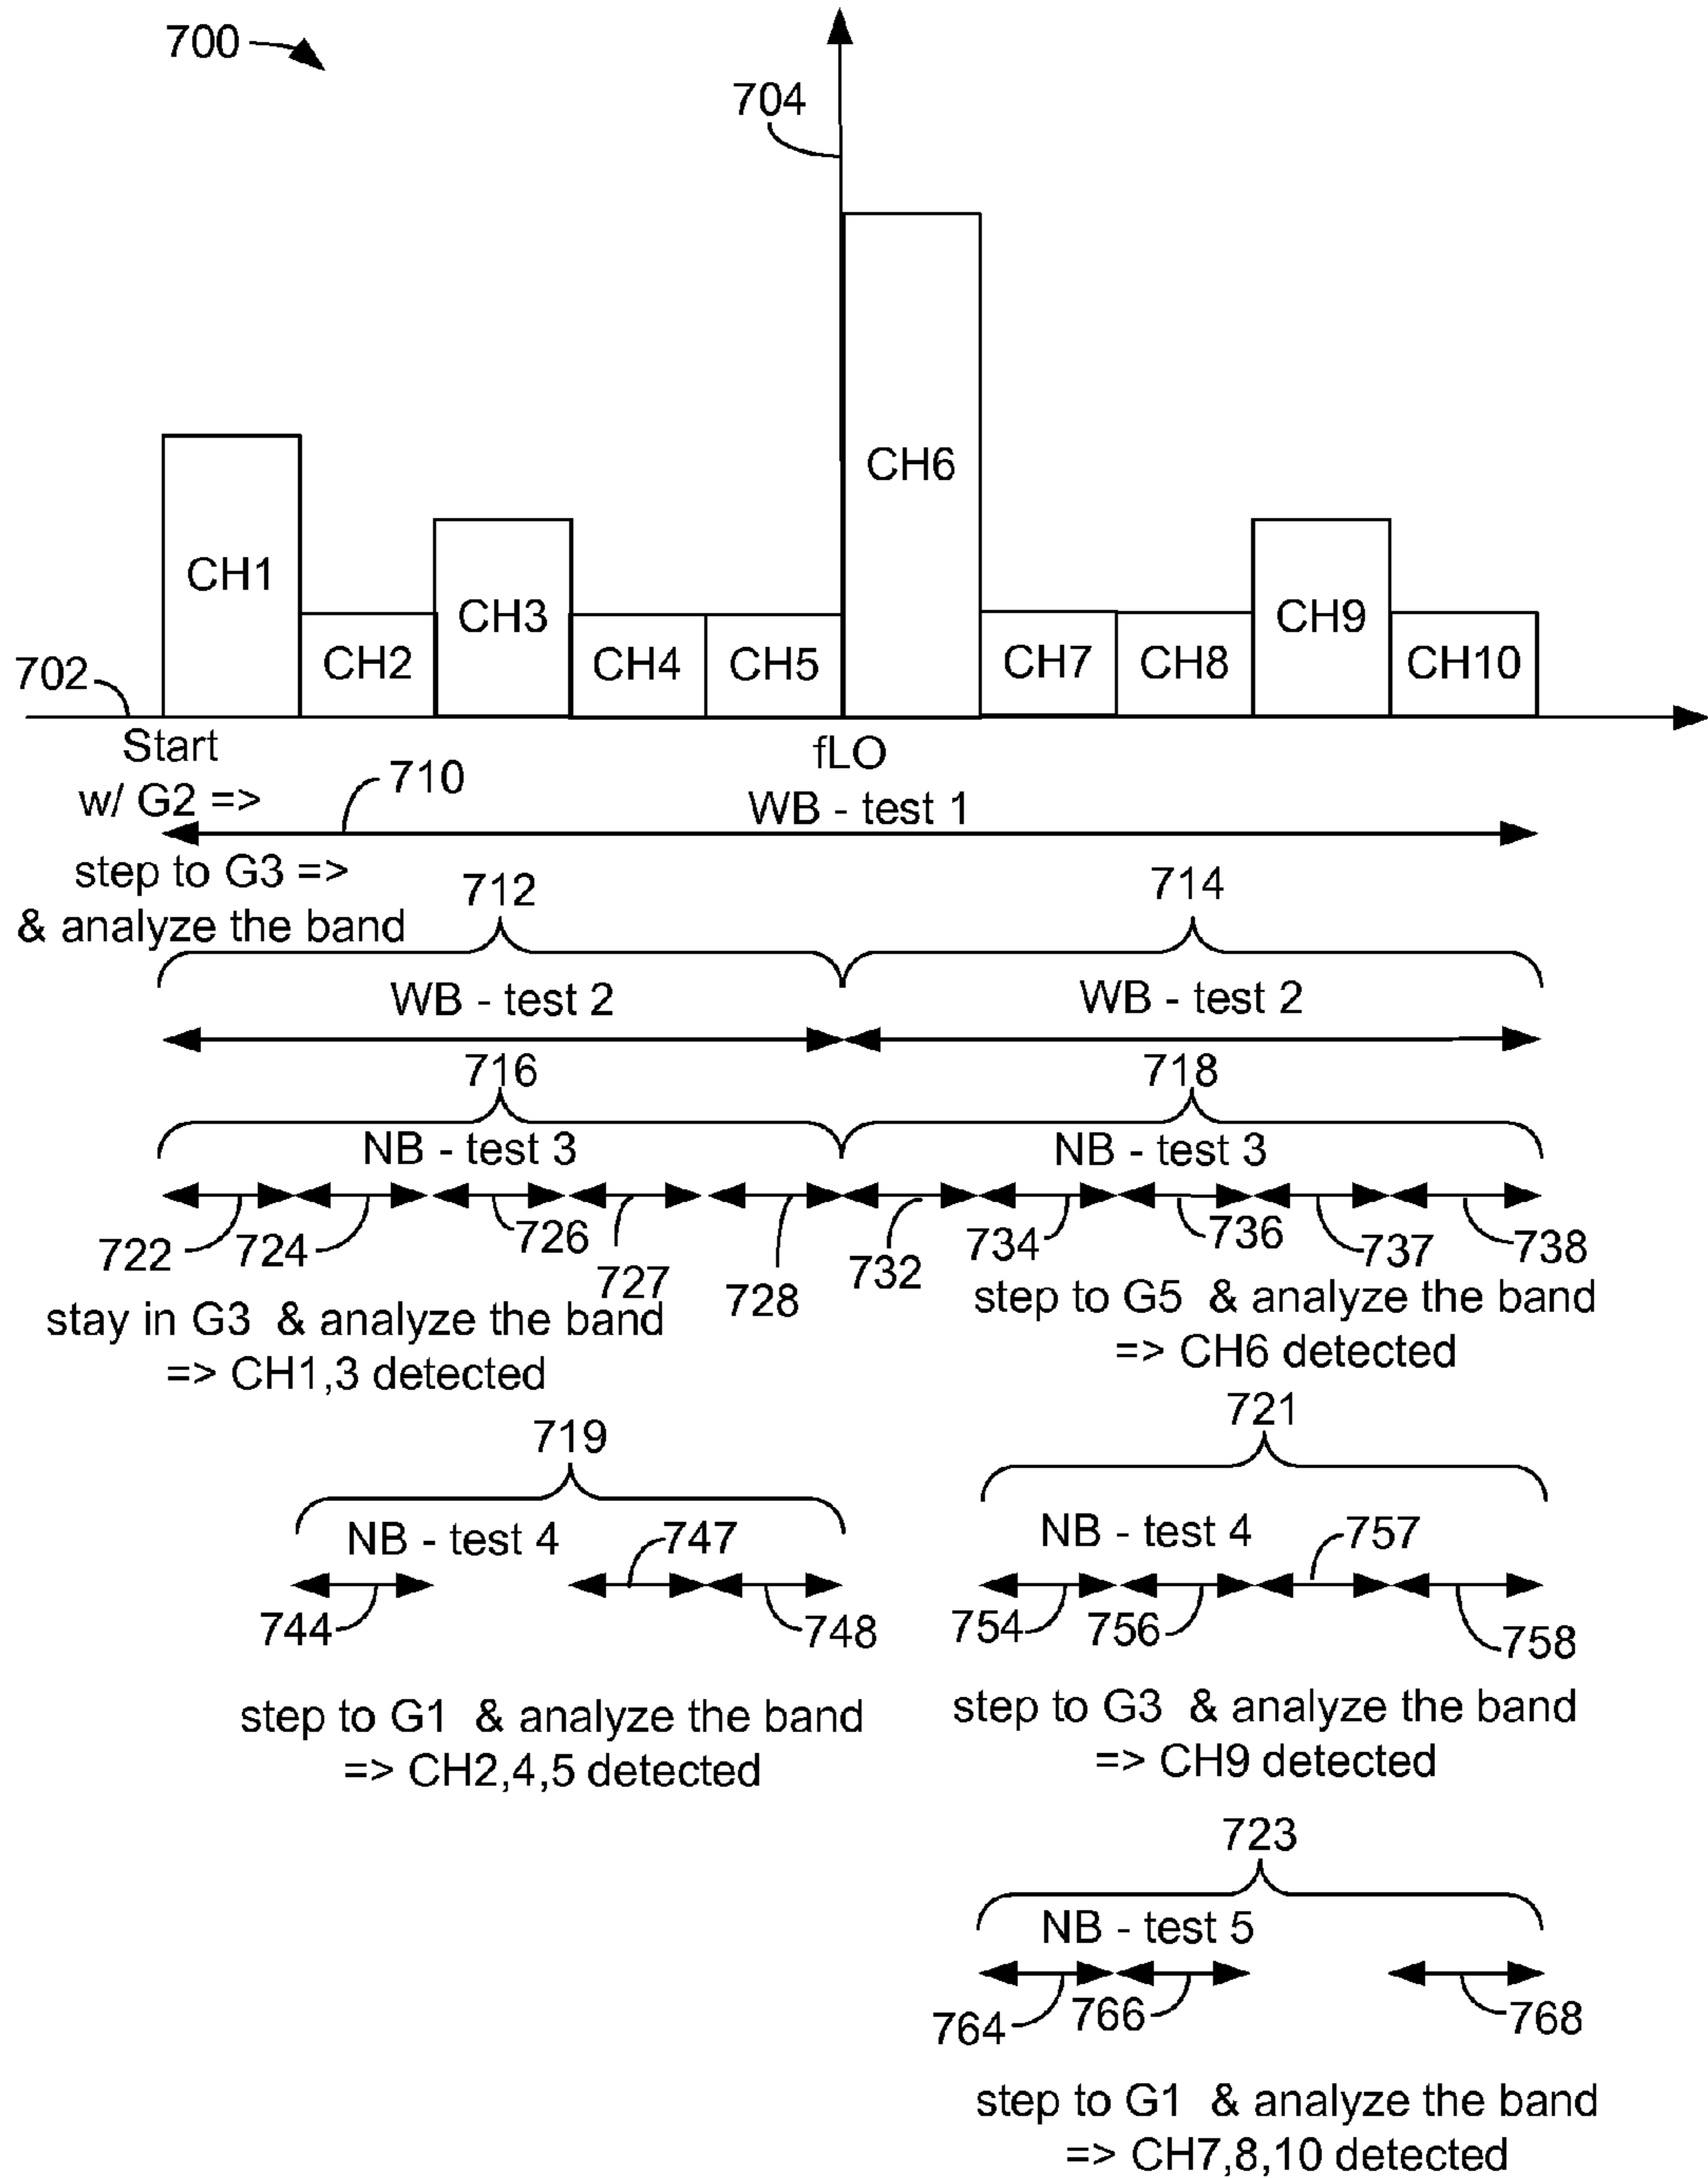 700
704
CH6
CH1
CH3
CH9
CH2
CH4
CH5
CH7
CH8
CH10
702
Start
fLO
w/ G2 =>
710
WB - test 1
step to G3 =>
& analyze the band
712
714
WB - test 2
WB - test 2
716
718
NB - test 3
NB - test 3
722
724
726
727
728
732
734
736
737
738
stay in G3 & analyze the band
=> CH1,3 detected
step to G5 & analyze the band
=> CH6 detected
719
721
NB - test 4
747
NB - test 4
757
744
748
754
756
758
step to G1 & analyze the band
=> CH2,4,5 detected
step to G3 & analyze the band
=> CH9 detected
723
NB - test 5
764
766
768
step to G1 & analyze the band
=> CH7,8,10 detected